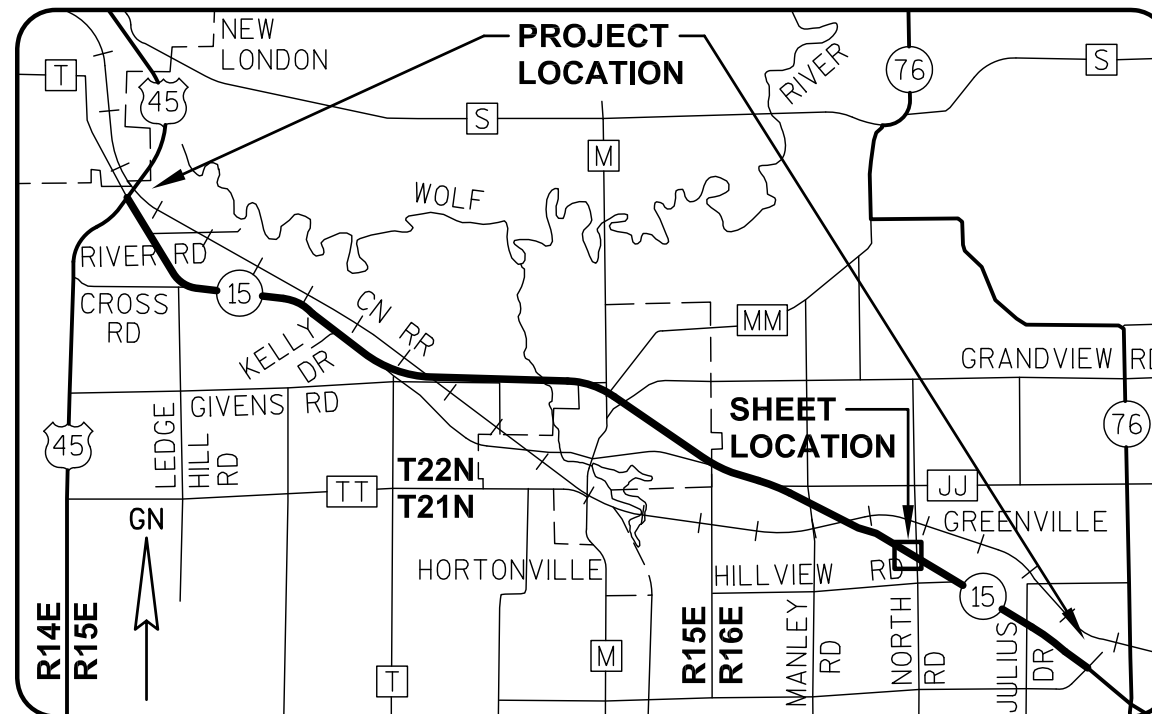 NEW
LONDON
PROJECT
LOCATION
RIVER
76
S
T
45
S
M
WOLF
RIVER RD
15
CROSS
RD
KELLY
DR
CN RR
MM
GRANDVIEW RD
GIVENS RD
SHEET
LOCATION
76
45
LEDGE
HILL
RD
T22N
T21N
TT
JJ
GN
GREENVILLE
HORTONVILLE
HILLVIEW RD
15
R14E
R15E
R15E
R16E
MANLEY
RD
NORTH
RD
JULIUS
DR
M
T